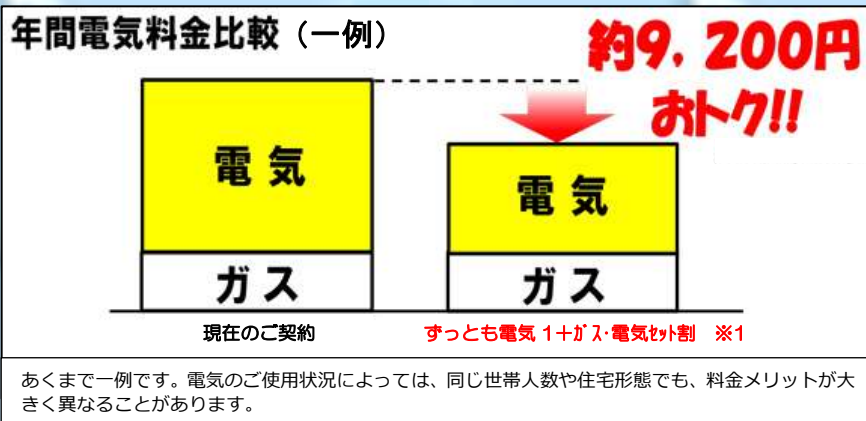 年間電気料金比較（一例）
約9,200円
おトク!!
電気
電気
ガス
ガス
現在のご契約
ずっとも電気1＋ｶﾞｽ･電気ｾｯﾄ割 ※1
あくまで一例です。電気のご使用状況によっては、同じ世帯人数や住宅形態でも、料金メリットが大
きく異なることがあります。